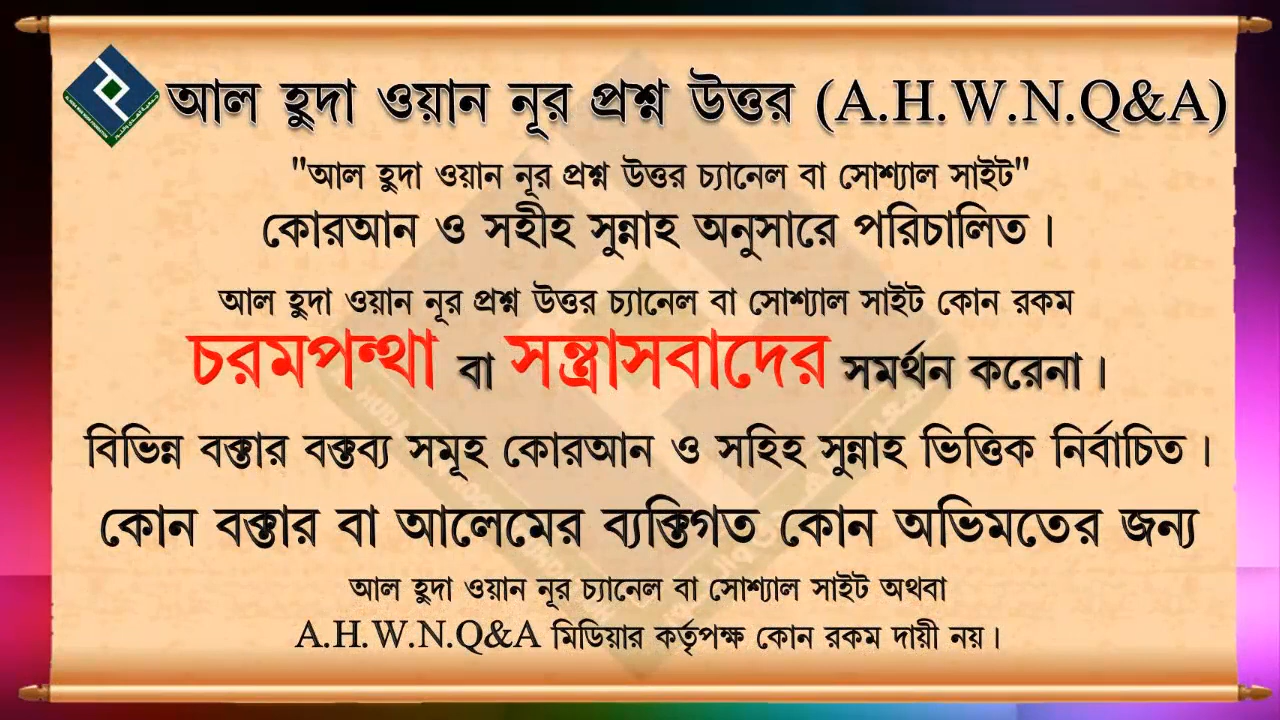 আল হুদা ওয়ান নূর প্রশ্ন উত্তর (A.H.W.N.Q&A)
"আল হুদা ওয়ান নূর প্রশ্ন উত্তর চ্যানেল বা সোশ্যাল সাইট"
কোরআন ও সহীহ সুন্নাহ অনুসারে পরিচালিত।
আল হুদা ওয়ান নূর প্রশ্ন উত্তর চ্যানেল বা সোশ্যাল সাইট কোন রকম
চরমপন্থা বা সন্ত্রাসবাদের সমর্থন করেনা।
বিভিন্ন বক্তার বক্তব্য সমূহ কোরআন ও সহিহ সুন্নাহ ভিত্তিক নির্বাচিত।
কোন বক্তার বা আলেমের ব্যক্তিগত কোন অভিমতের জন্য
আল হুদা ওয়ান নূর চ্যানেল বা সোশ্যাল সাইট অথবা
A.H.W.N.Q&A মিডিয়ার কর্তৃপক্ষ কোন রকম দায়ী নয়।